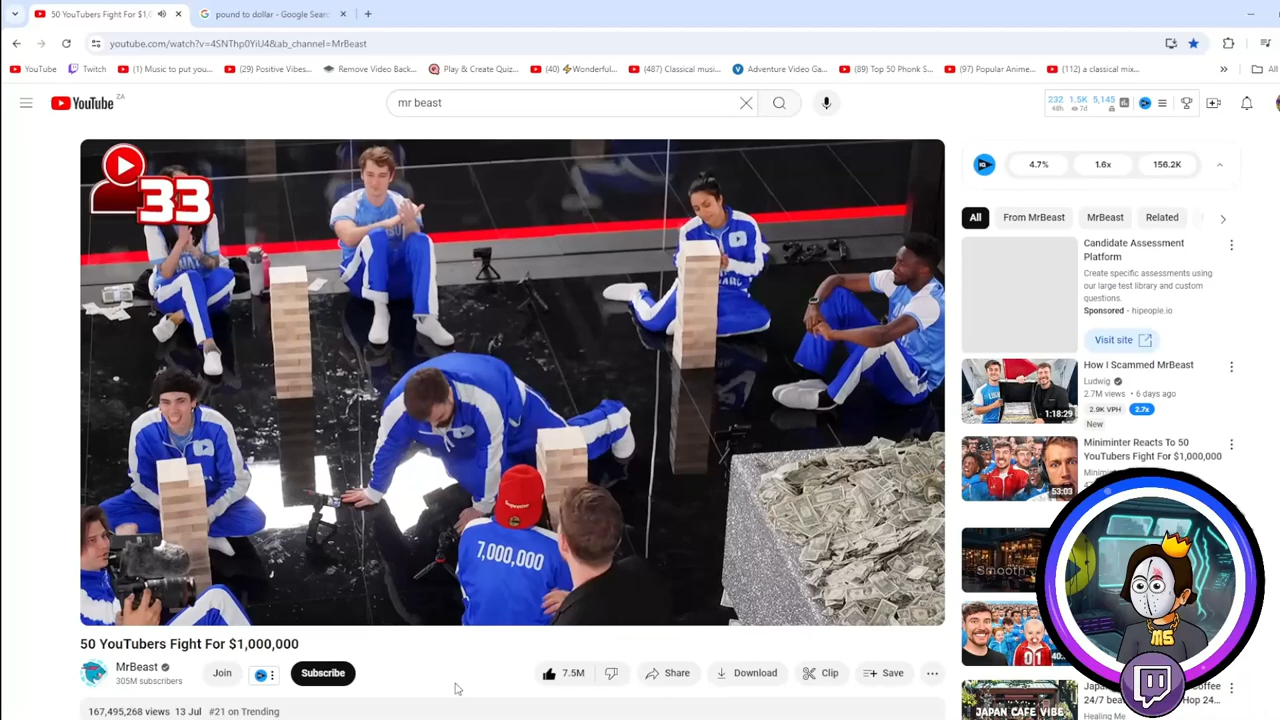 50 YouTubers Fight For $1,0
pound to dollar - Google Searc
youtube.com/watch?v=4SNThp0YiU4&ab_channel=MrBeast
YouTube
Twitch
(1) Music to put you...
(29) Positive Vibes...
Remove Video Back...
Play & Create Quiz...
(40) ⚡Wonderful...
(487) Classical musi...
Adventure Video Ga...
(89) Top 50 Phonk S...
(97) Popular Anime...
(112) a classical mix...
»
All
YouTube ZA
mr beast
232 1.5K 5,145
48h 7d
33
7,000,000
Supreme
4.7%
1.6x
156.2K
All
From MrBeast
MrBeast
Related
Candidate Assessment
Platform
Create specific assessments using
our large test library and custom
questions.
Sponsored - hipeople.io
Visit site
How I Scammed MrBeast
Ludwig
2.7M views • 6 days ago
2.9K VPH 2.7x
New
1:18:29
Miniminter Reacts To 50
YouTubers Fight For $1,000,000
53:03
Smooth
01
40:
MS
24/7
Healing Me
JAPAN CAFE VIBE
50 YouTubers Fight For $1,000,000
MrBeast
305M subscribers
Join
Subscribe
7.5M
Share
Download
Clip
Save
167,495,268 views 13 Jul #21 on Trending